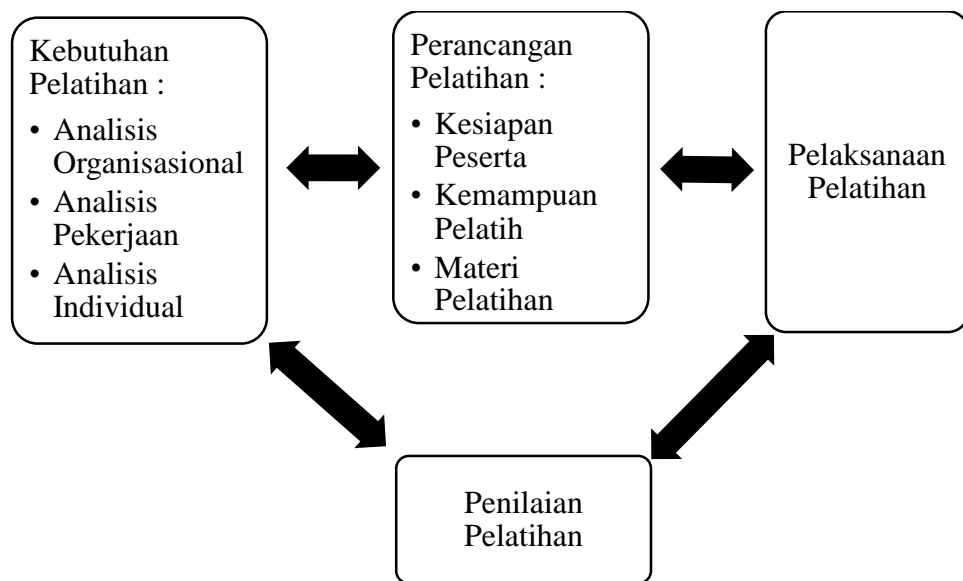 Kebutuhan
Pelatihan :
• Analisis
Organisasional
• Analisis
Pekerjaan
• Analisis
Individual
Perancangan
Pelatihan :
• Kesiapan
Peserta
• Kemampuan
Pelatih
• Materi
Pelatihan
Pelaksanaan
Pelatihan
Penilaian
Pelatihan